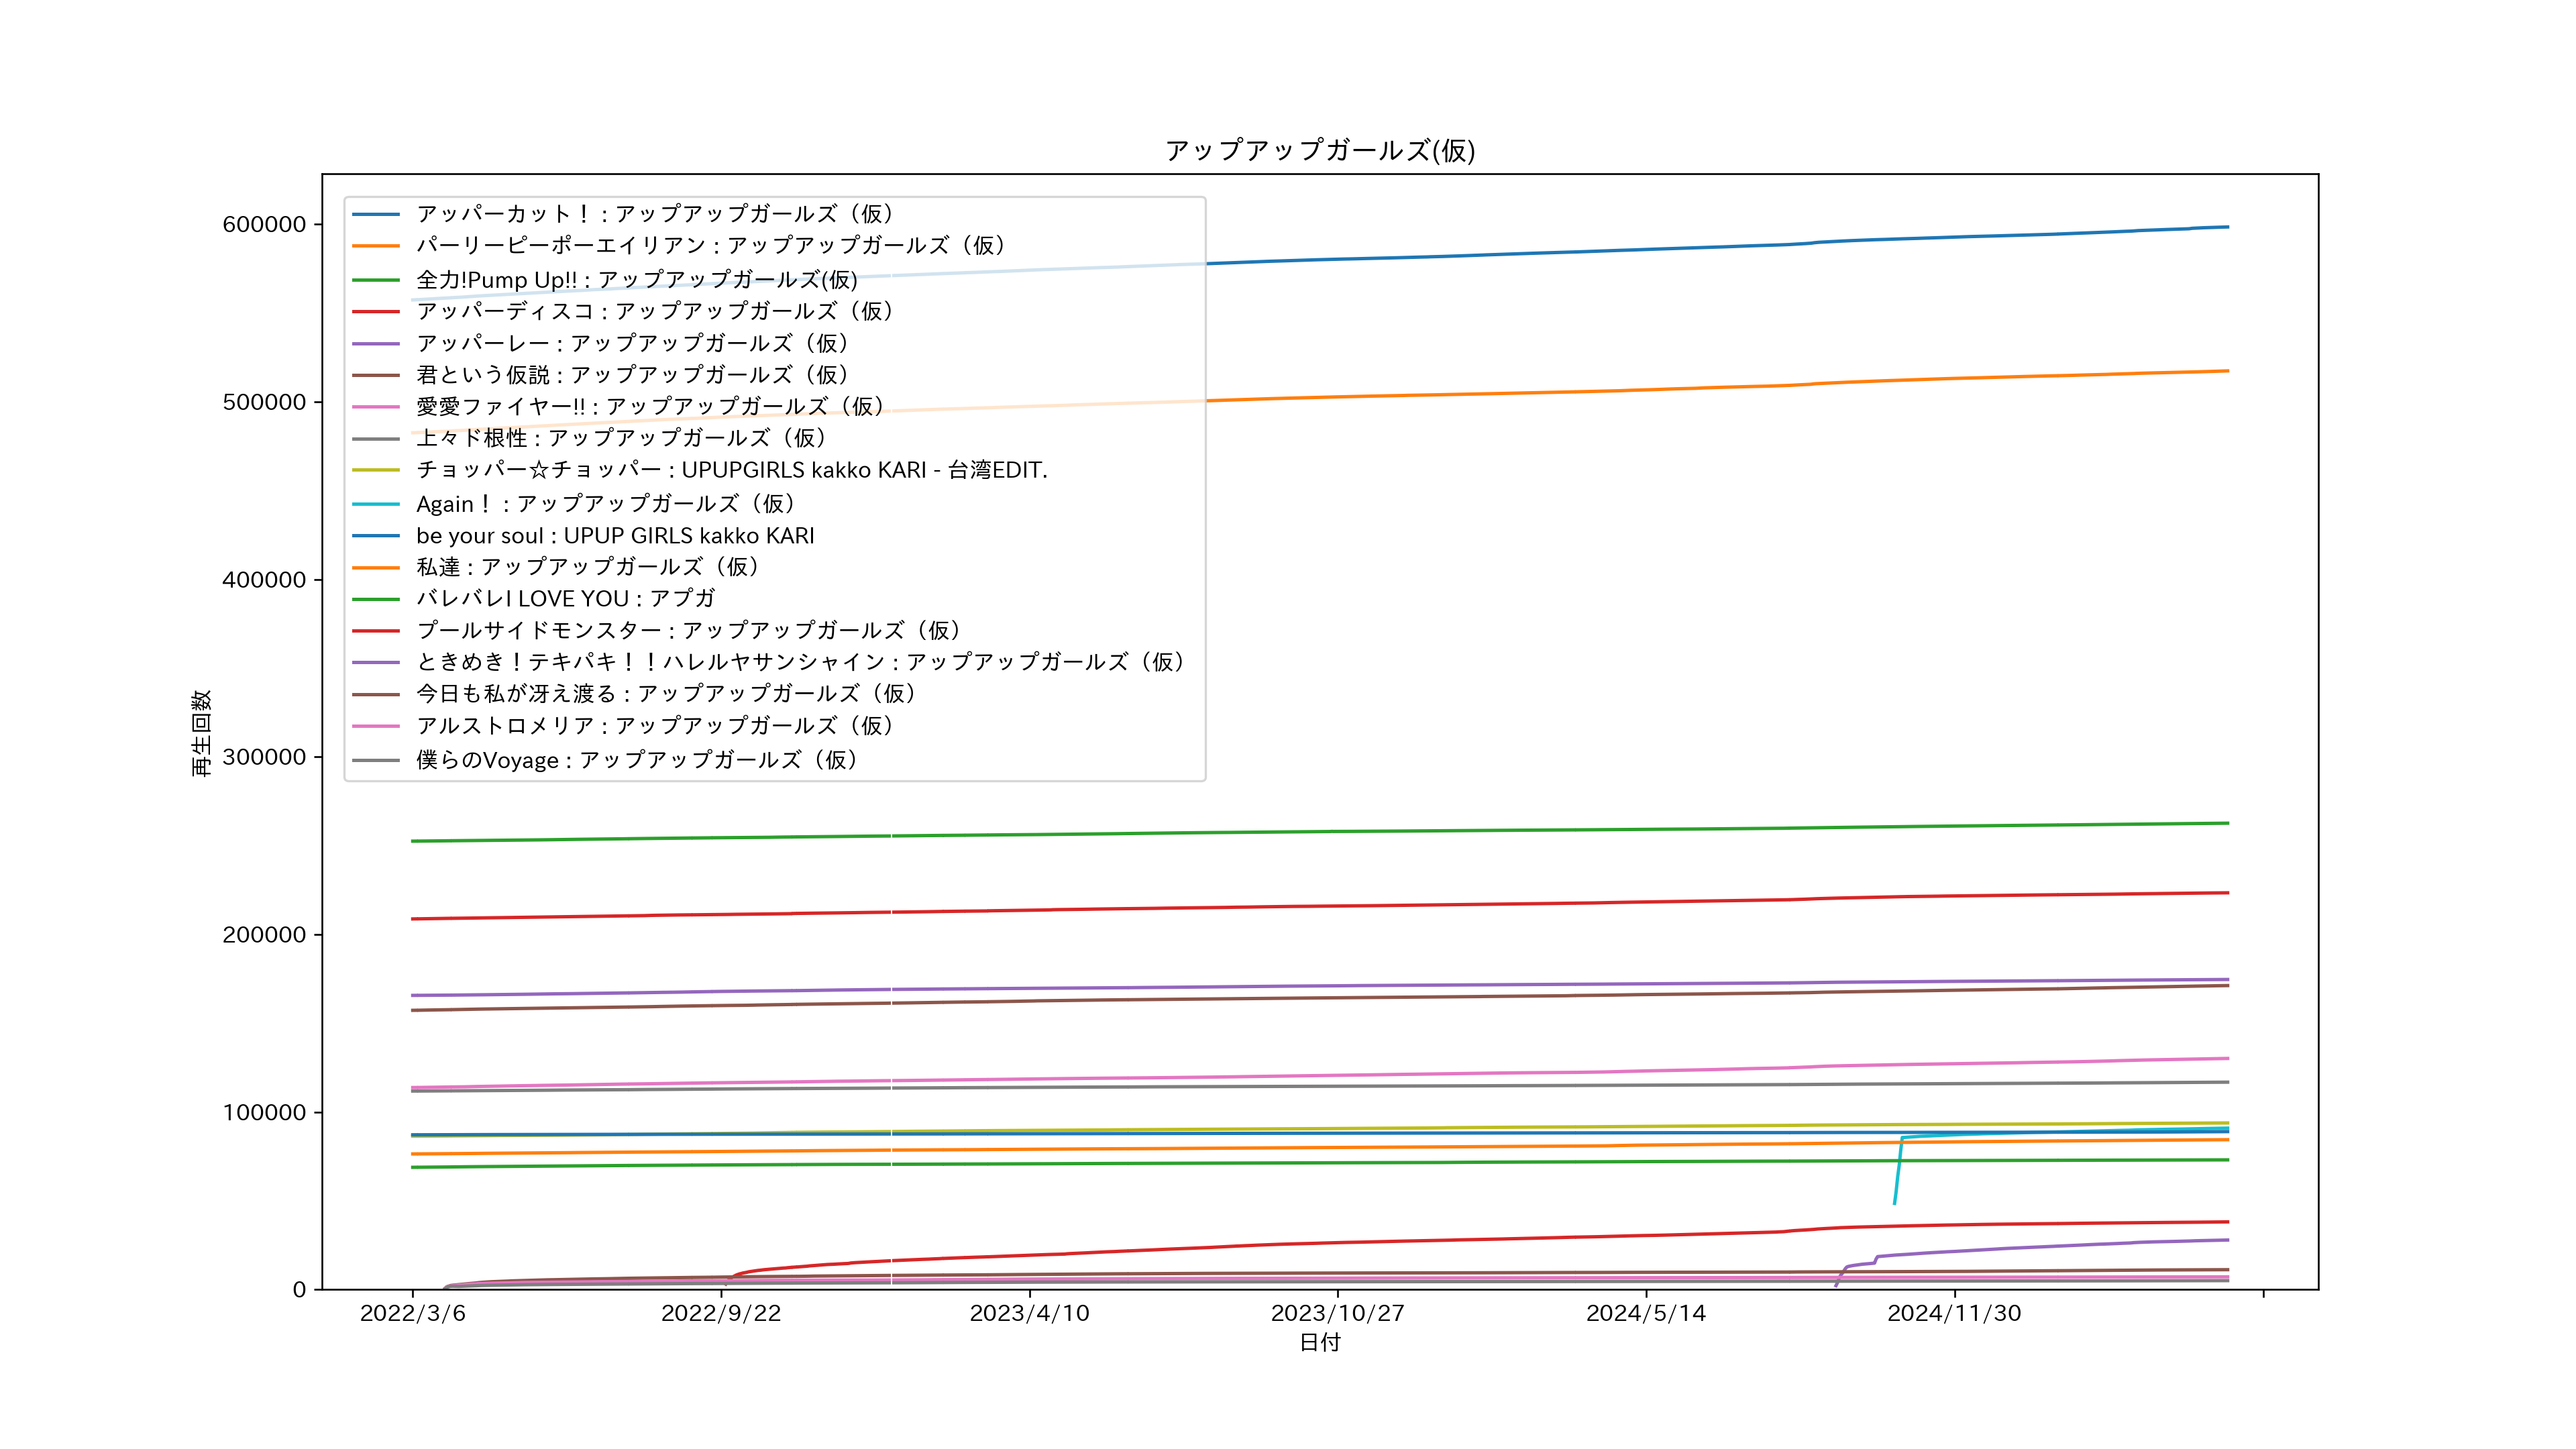 アップアップガールズ(仮)
アッパーカット！ : アップアップガールズ（仮）
パーリーピーポーエイリアン : アップアップガールズ（仮）
全力!Pump Up!! : アップアップガールズ(仮)
アッパーディスコ : アップアップガールズ（仮）
アッパーレー : アップアップガールズ（仮）
君という仮説 : アップアップガールズ（仮）
愛愛ファイヤー!! : アップアップガールズ（仮）
上々ド根性 : アップアップガールズ（仮）
チョッパー☆チョッパー : UPUPGIRLS kakko KARI - 台湾EDIT.
Again！ : アップアップガールズ（仮）
be your soul : UPUP GIRLS kakko KARI
私達 : アップアップガールズ（仮）
バレバレI LOVE YOU : アプガ
プールサイドモンスター : アップアップガールズ（仮）
ときめき！テキパキ！！ハレルヤサンシャイン : アップアップガールズ（仮）
今日も私が冴え渡る : アップアップガールズ（仮）
アルストロメリア : アップアップガールズ（仮）
僕らのVoyage : アップアップガールズ（仮）
600000
500000
400000
300000
200000
100000
0
再生回数
2022/3/6
2022/9/22
2023/4/10
2023/10/27
2024/5/14
2024/11/30
日付